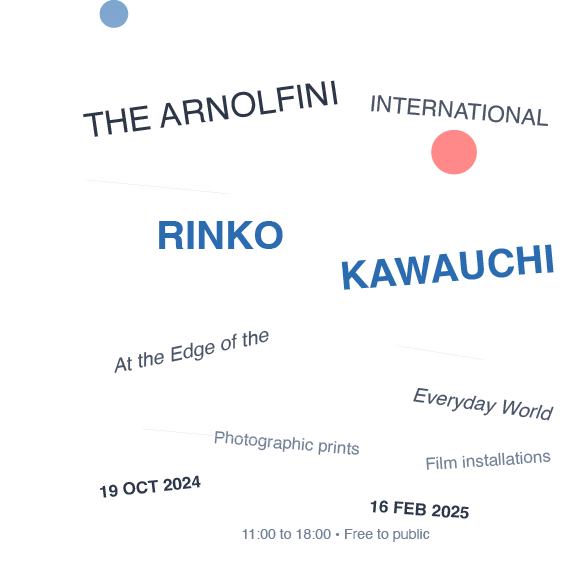 THE ARNOLFINI
INTERNATIONAL
RINKO
KAWAUCHI
At the Edge of the
Everyday World
Photographic prints
Film installations
19 OCT 2024
16 FEB 2025
11:00 to 18:00 • Free to public